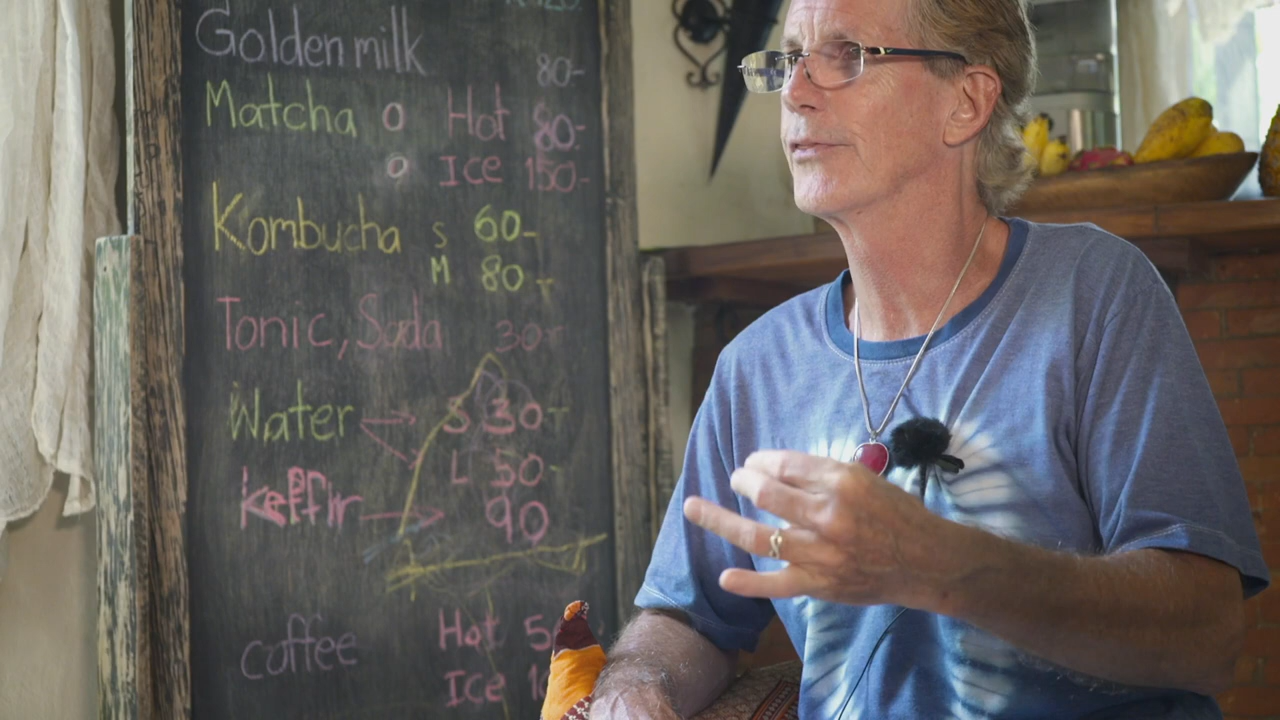 Golden milk 80-
Matcha o Hot 80-
o Ice 150-
Kombucha S 60-
M 80-
Tonic, Soda 30-
Water S 30-
L 50-
Keffir 90
coffee Hot
Ice